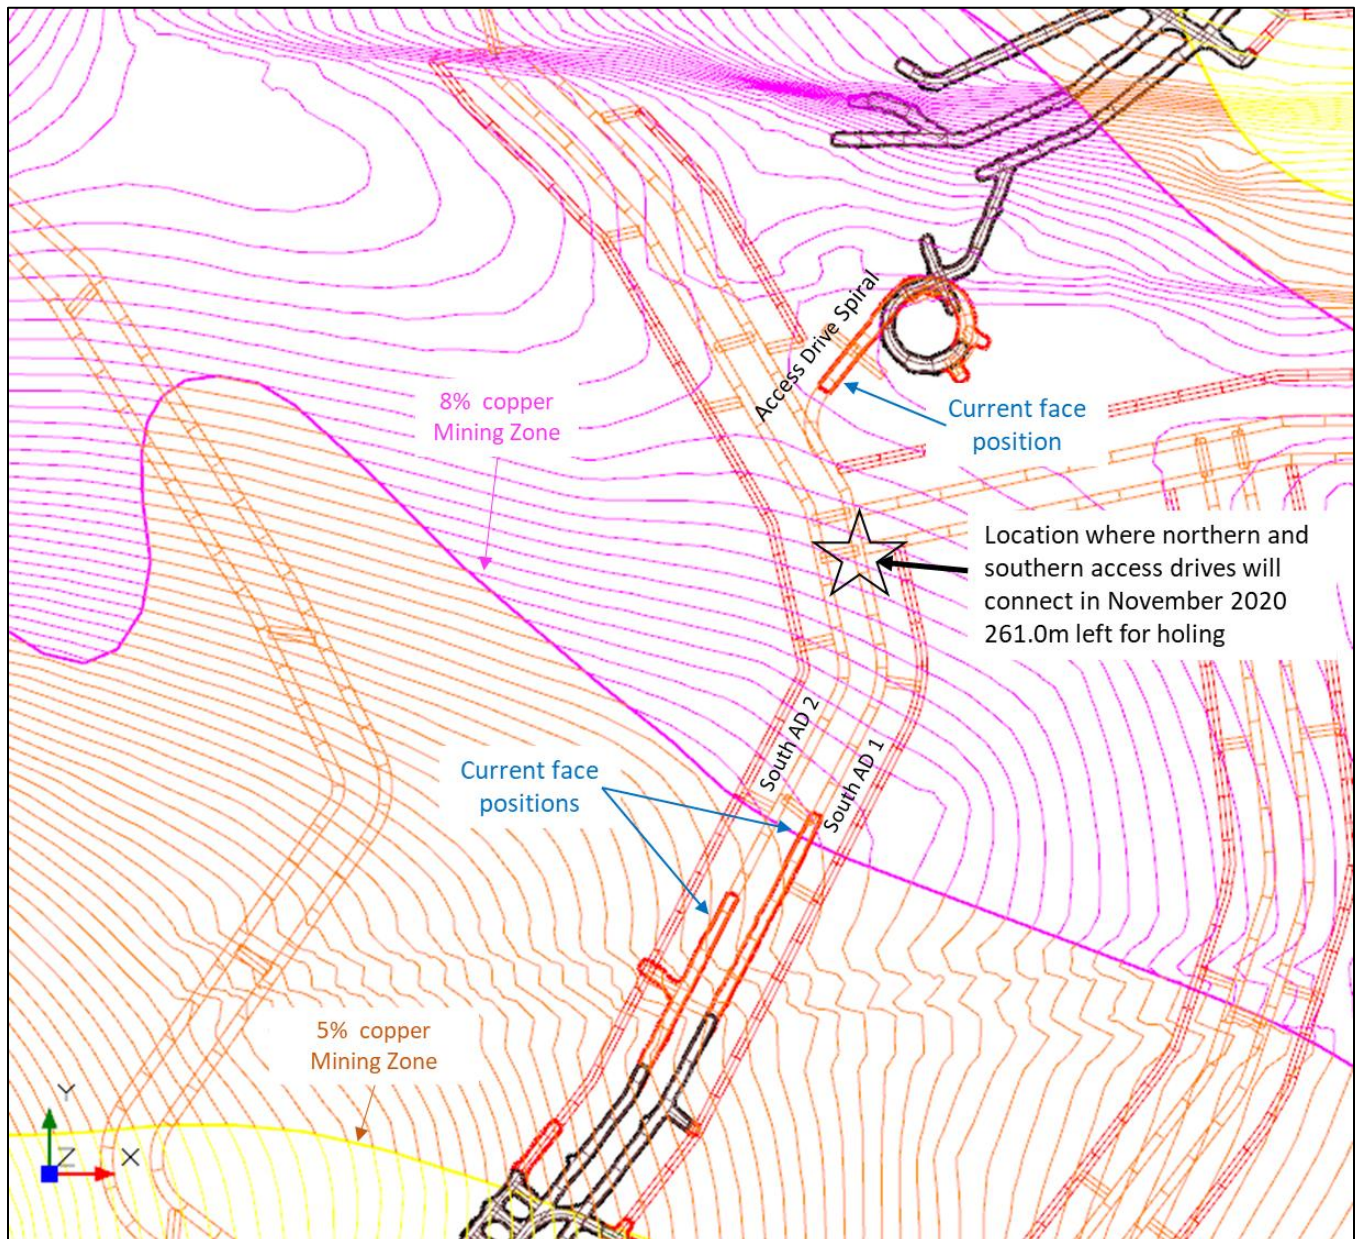 Access Drive Spiral
8% copper
Mining Zone
Current face
position
Location where northern and
southern access drives will
connect in November 2020
261.0m left for holing
South AD 2
South AD 1
Current face
positions
5% copper
Mining Zone
Y
Z
X